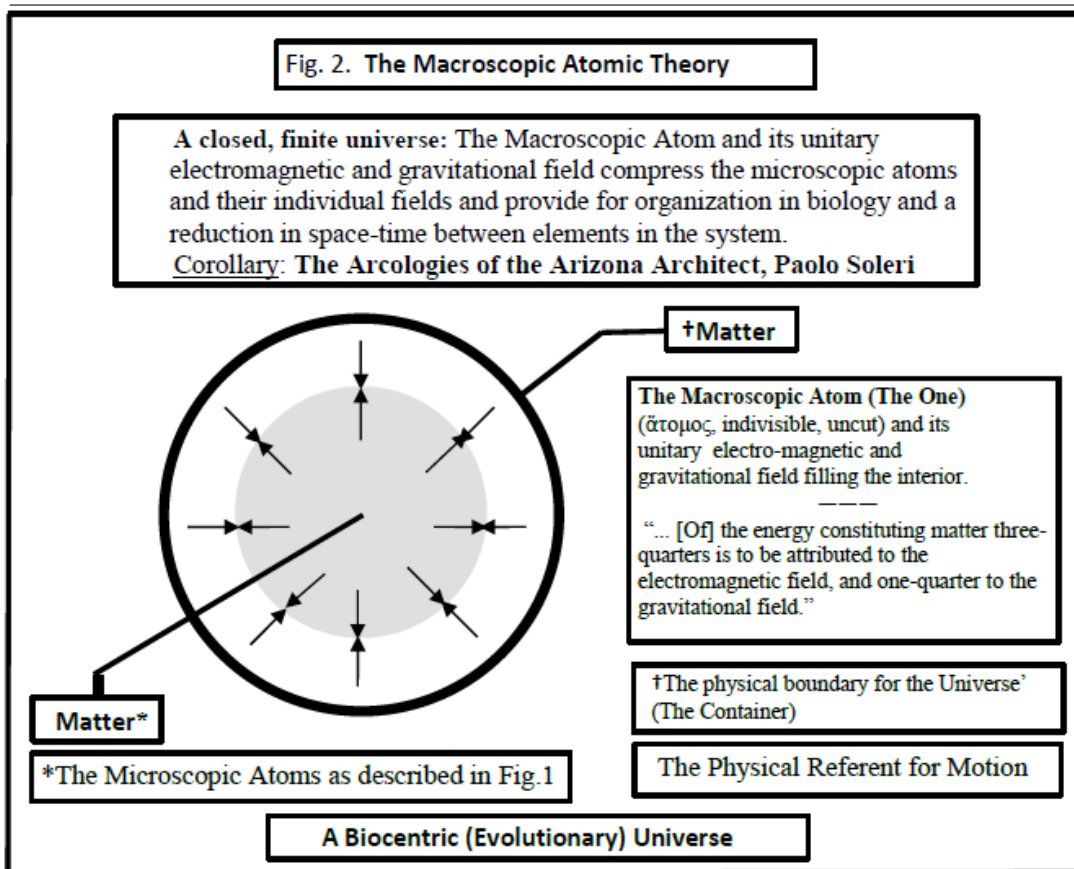 Fig. 2. The Macroscopic Atomic Theory
A closed, finite universe: The Macroscopic Atom and its unitary
electromagnetic and gravitational field compress the microscopic atoms
and their individual fields and provide for organization in biology and a
reduction in space-time between elements in the system.
Corollary: The Arcologies of the Arizona Architect, Paolo Soleri
†Matter
The Macroscopic Atom (The One)
(ἄτομος, indivisible, uncut) and its
unitary electro-magnetic and
gravitational field filling the interior.
———
“... [Of] the energy constituting matter three-
quarters is to be attributed to the
electromagnetic field, and one-quarter to the
gravitational field.”
†The physical boundary for the Universe’
(The Container)
Matter*
*The Microscopic Atoms as described in Fig.1
The Physical Referent for Motion
A Biocentric (Evolutionary) Universe